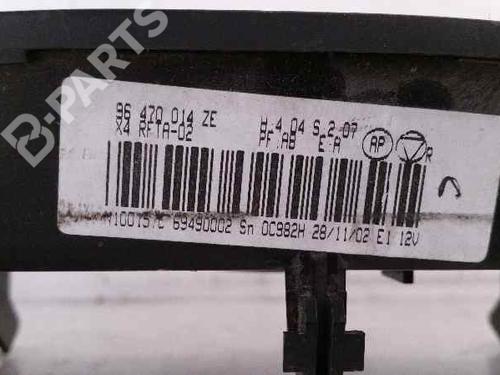 96 470 014 ZE H.4.04 S.2.07
X4 RFTA-02 PF:AB E:A AP R
69490002 Sn 0C982H 28/11/02 E1 12V
B-PARTS